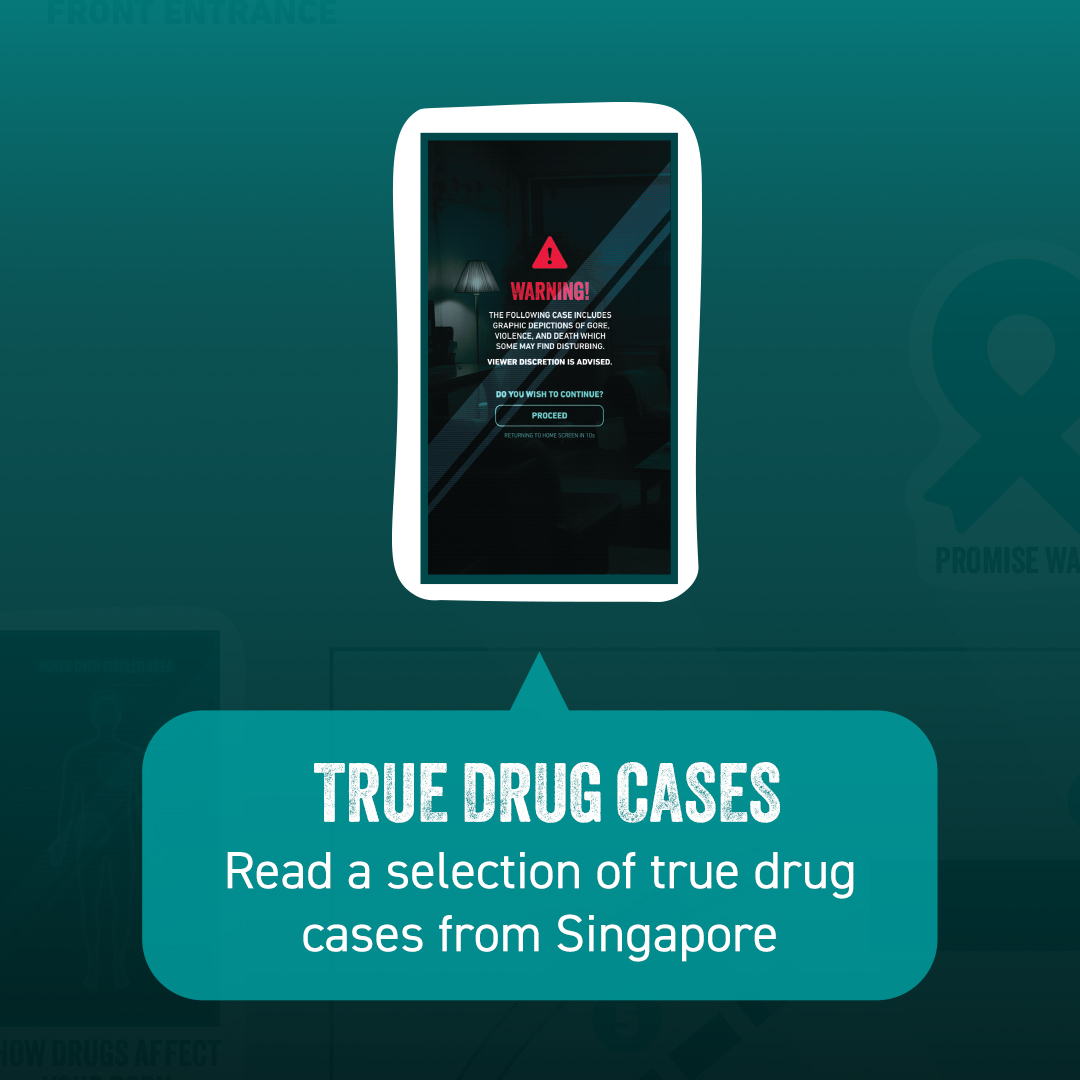 FRONT ENTRANCE
WARNING!
THE FOLLOWING CASE INCLUDES
GRAPHIC DEPICTIONS OF GORE,
VIOLENCE, AND DEATH WHICH
SOME MAY FIND DISTURBING.
VIEWER DISCRETION IS ADVISED.
DO YOU WISH TO CONTINUE?
PROCEED
RETURNING TO HOME SCREEN IN 10s
PROMISE WA
TRUE DRUG CASES
Read a selection of true drug
cases from Singapore
HOW DRUGS AFFECT